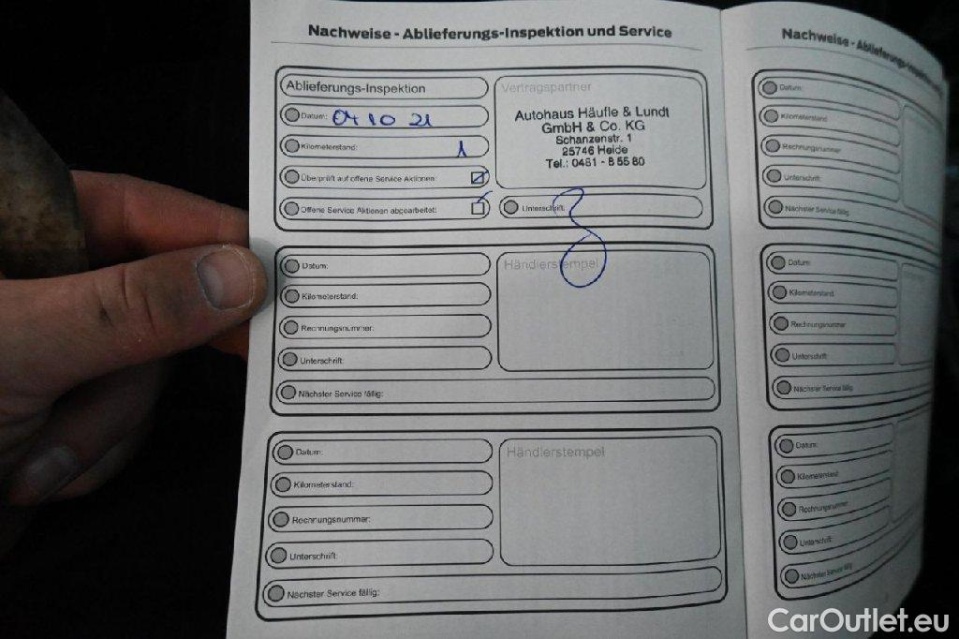 Nachweise - Ablieferungs-Inspektion und Service
Ablieferungs-Inspektion
Datum: 04 10 21
Kilometerstand: 1
Überprüft auf offene Service Aktionen:
Offene Service Aktionen abgearbeitet:
Vertragspartner
Autohaus Häufle & Lundt
GmbH & Co. KG
Schanzenstr. 1
25746 Heide
Tel.: 0481 - 8 55 80
Unterschrift:
Datum:
Kilometerstand:
Rechnungsnummer:
Unterschrift:
Nächster Service fällig:
Händlerstempel
Datum:
Kilometerstand:
Rechnungsnummer:
Unterschrift:
Nächster Service fällig:
Händlerstempel
Nachweise - Ablieferungs-Inspektion
Datum:
Kilometerstand:
Rechnungsnummer:
Unterschrift:
Nächster Service fällig:
Datum:
Kilometerstand:
Rechnungsnummer:
Unterschrift:
Nächster Service fällig:
Datum:
Kilometerstand:
Rechnungsnummer:
Unterschrift:
Nächster Service fällig:
CarOutlet.eu